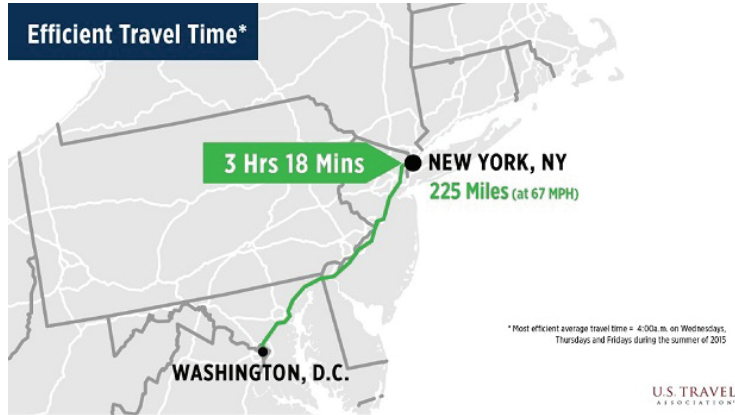 Efficient Travel Time*
3 Hrs 18 Mins
NEW YORK, NY
225 Miles (at 67 MPH)
WASHINGTON, D.C.
* Most efficient average travel time = 4:00a.m. on Wednesdays,
Thursdays and Fridays during the summer of 2015
U.S. TRAVEL
ASSOCIATION